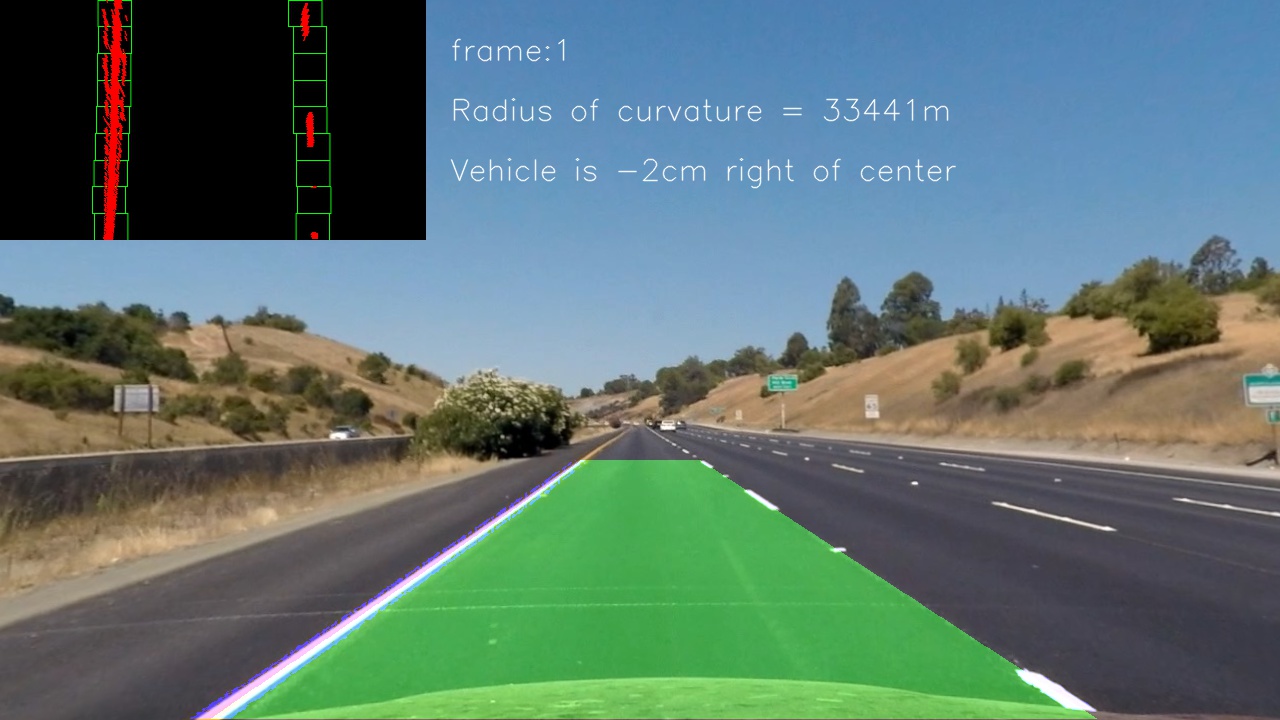 frame:1
Radius of curvature = 33441m
Vehicle is -2cm right of center